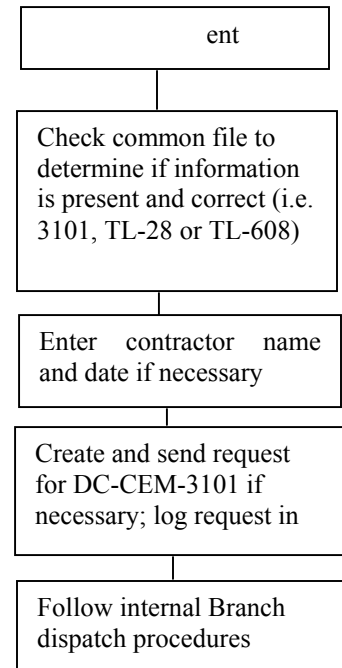 ent
Check common file to
determine if information
is present and correct (i.e.
3101, TL-28 or TL-608)
Enter contractor name
and date if necessary
Create and send request
for DC-CEM-3101 if
necessary; log request in
Follow internal Branch
dispatch procedures